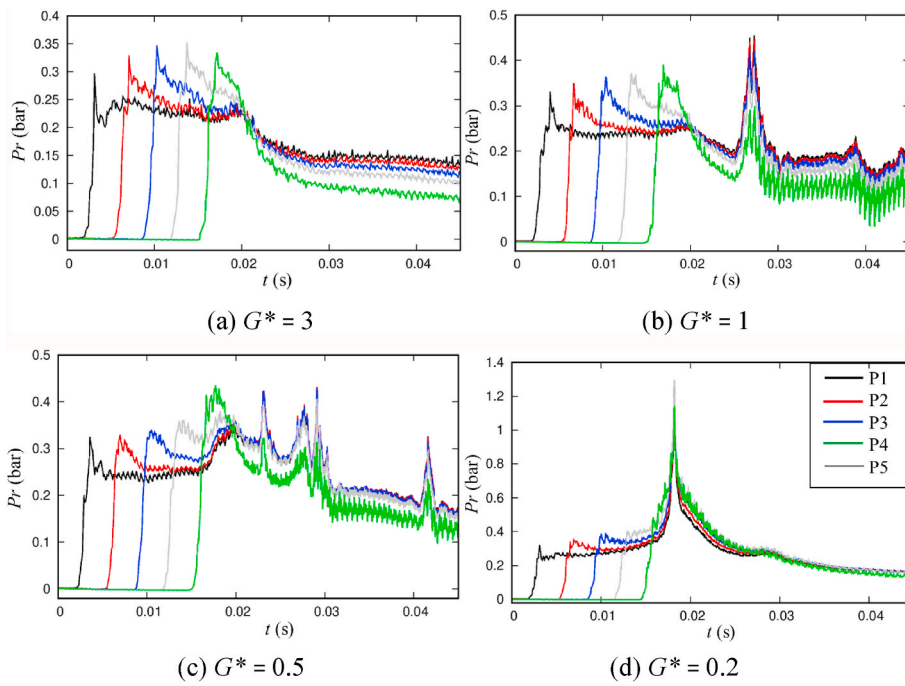 0.4
0.35
0.3
0.25
0.2
0.15
0.1
0.05
0
Pr (bar)
0 0.01 0.02 0.03 0.04
t (s)
(a) G* = 3
0.5
0.4
0.3
0.2
0.1
0
Pr (bar)
0 0.01 0.02 0.03 0.04
t (s)
(b) G* = 1
0.5
0.4
0.3
0.2
0.1
0
Pr (bar)
0 0.01 0.02 0.03 0.04
t (s)
(c) G* = 0.5
1.4
1.2
1
0.8
0.6
0.4
0.2
0
Pr (bar)
0 0.01 0.02 0.03 0.04
t (s)
P1
P2
P3
P4
P5
(d) G* = 0.2